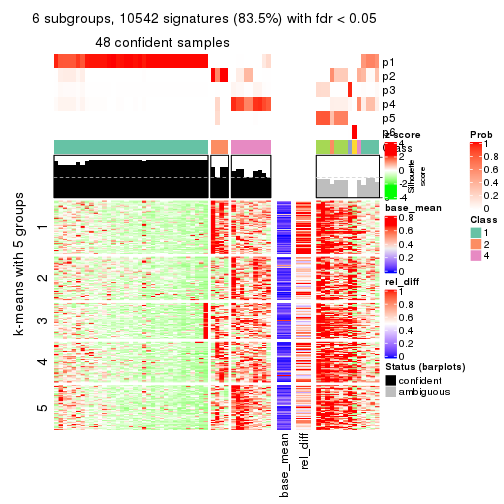 6 subgroups, 10542 signatures (83.5%) with fdr < 0.05
48 confident samples
p1
p2
p3
p4
p5
p6
Class
z-score
4
2
0
-2
-4
Silhouette
score
Prob
1
0.8
0.6
0.4
0.2
0
Class
1
2
4
base_mean
0.8
0.6
0.4
0.2
0
rel_diff
1
0.8
0.6
0.4
0.2
0
Status (barplots)
confident
ambiguous
k-means with 5 groups
1
2
3
4
5
base_mean
rel_diff